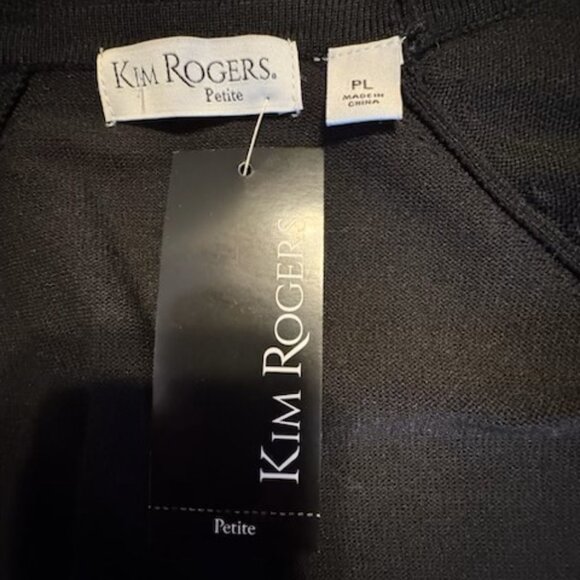 KIM ROGERS®
Petite
PL
MADE IN
CHINA
KIM ROGERS
Petite